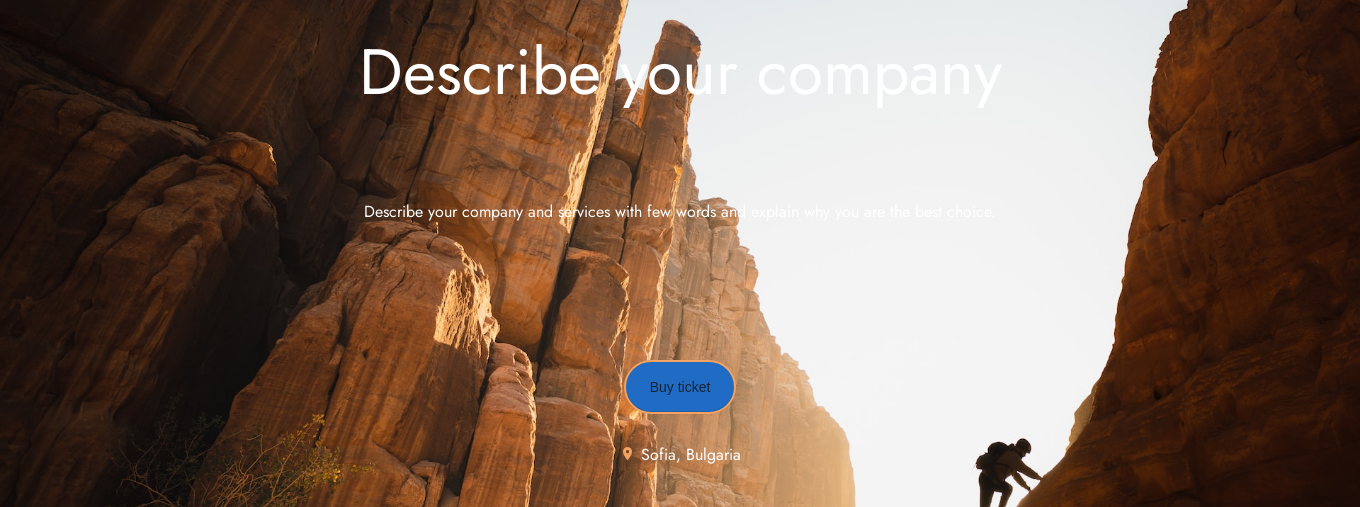 Describe your company
Describe your company and services with few words and explain why you are the best choice.
Buy ticket
Sofia, Bulgaria